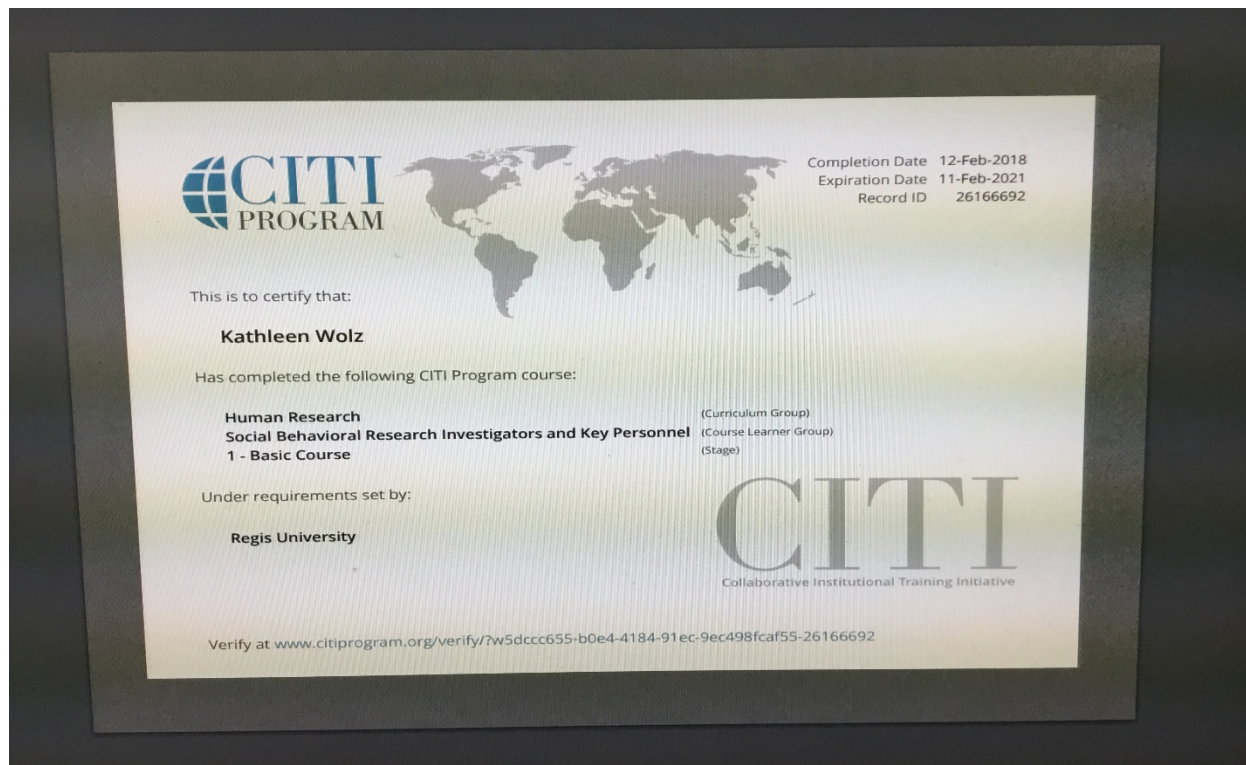 CITI
PROGRAM
Completion Date 12-Feb-2018
Expiration Date 11-Feb-2021
Record ID 26166692
This is to certify that:
Kathleen Wolz
Has completed the following CITI Program course:
Human Research (Curriculum Group)
Social Behavioral Research Investigators and Key Personnel (Course Learner Group)
1 - Basic Course (Stage)
Under requirements set by:
Regis University
CITI
Collaborative Institutional Training Initiative
Verify at www.citiprogram.org/verify/?w5dccc655-b0e4-4184-91ec-9ec498fcaf55-26166692